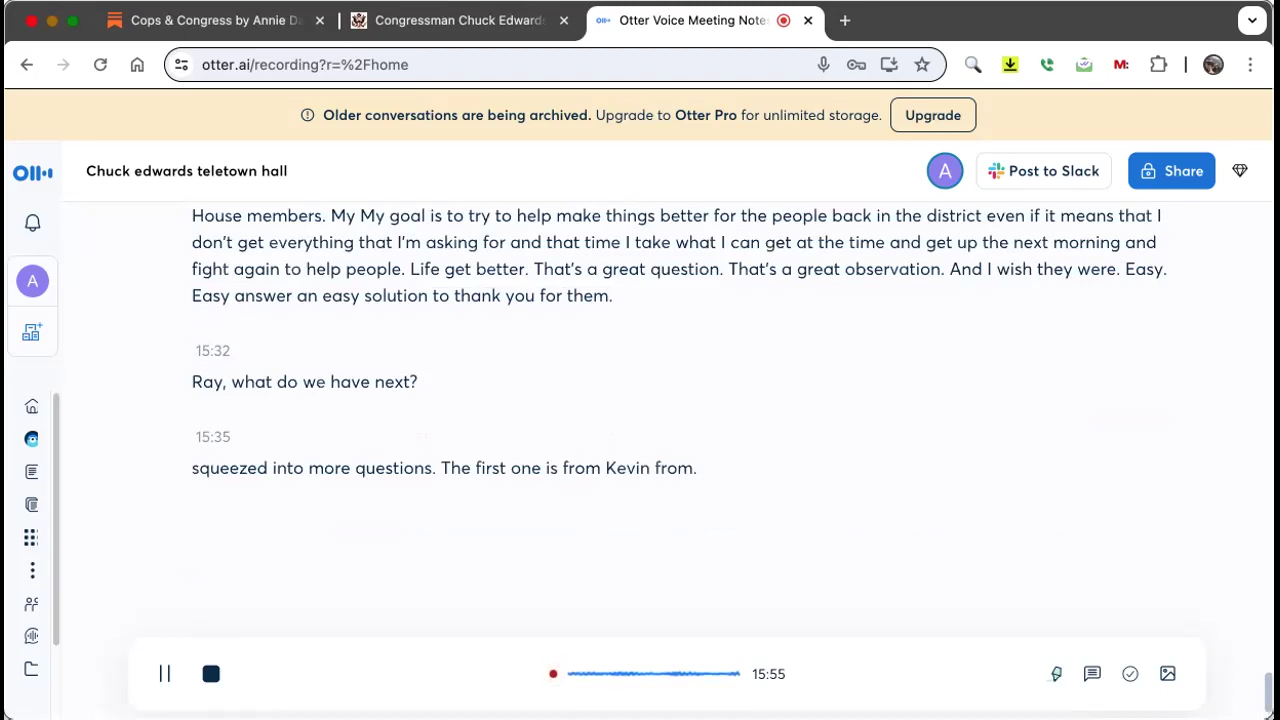 Cops & Congress by Annie Da
Congressman Chuck Edwards
Otter Voice Meeting Notes
otter.ai/recording?r=%2Fhome
M:
Older conversations are being archived. Upgrade to Otter Pro for unlimited storage.
Upgrade
Chuck edwards teletown hall
A
Post to Slack
Share
A
House members. My My goal is to try to help make things better for the people back in the district even if it means that I
don't get everything that I'm asking for and that time I take what I can get at the time and get up the next morning and
fight again to help people. Life get better. That's a great question. That's a great observation. And I wish they were. Easy.
Easy answer an easy solution to thank you for them.
15:32
Ray, what do we have next?
15:35
squeezed into more questions. The first one is from Kevin from.
15:55